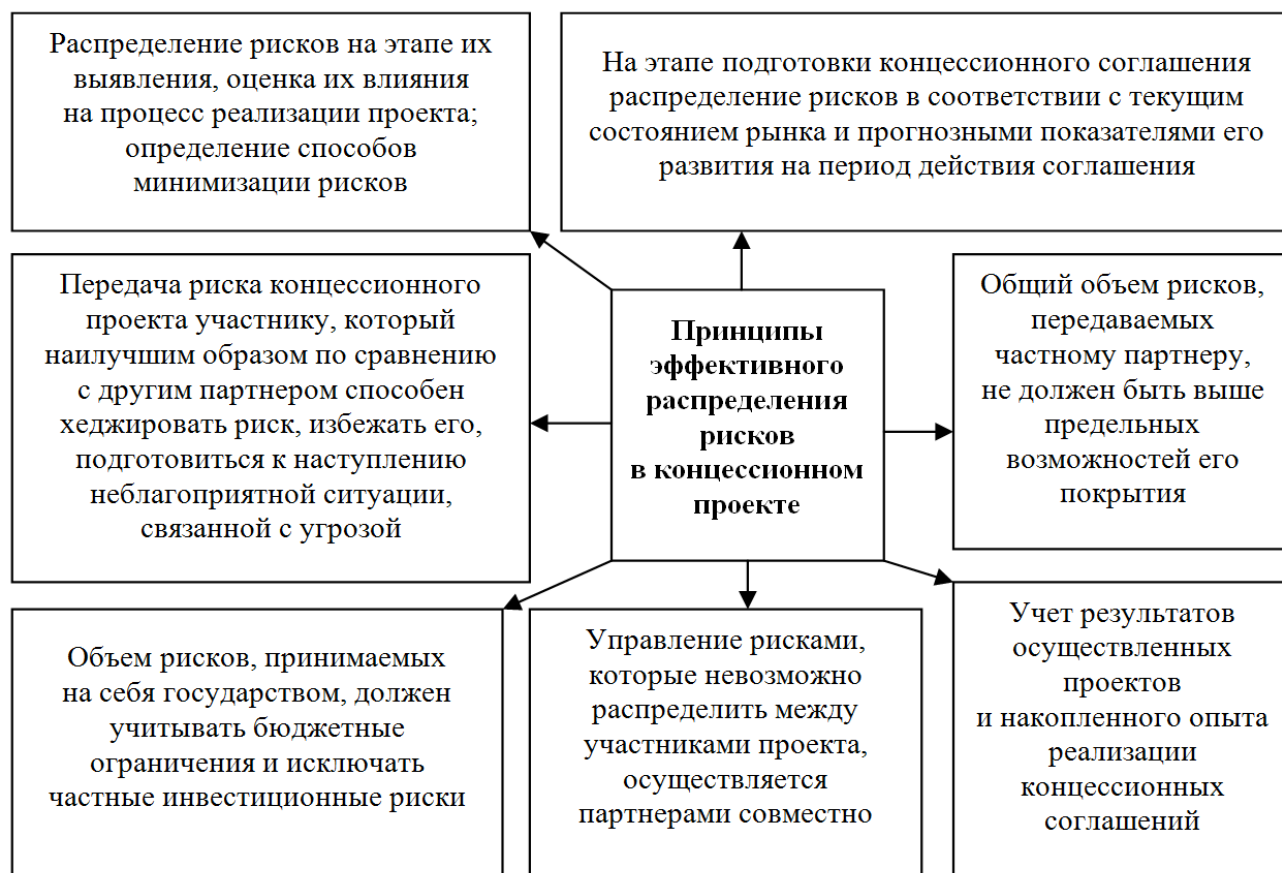 Распределение рисков на этапе их
выявления, оценка их влияния
на процесс реализации проекта;
определение способов
минимизации рисков
На этапе подготовки концессионного соглашения
распределение рисков в соответствии с текущим
состоянием рынка и прогнозными показателями его
развития на период действия соглашения
Передача риска концессионного
проекта участнику, который
наилучшим образом по сравнению
с другим партнером способен
хеджировать риск, избежать его,
подготовиться к наступлению
неблагоприятной ситуации,
связанной с угрозой
Принципы
эффективного
распределения
рисков
в концессионном
проекте
Общий объем рисков,
передаваемых
частному партнеру,
не должен быть выше
предельных
возможностей его
покрытия
Объем рисков, принимаемых
на себя государством, должен
учитывать бюджетные
ограничения и исключать
частные инвестиционные риски
Управление рисками,
которые невозможно
распределить между
участниками проекта,
осуществляется
партнерами совместно
Учет результатов
осуществленных
проектов
и накопленного опыта
реализации
концессионных
соглашений